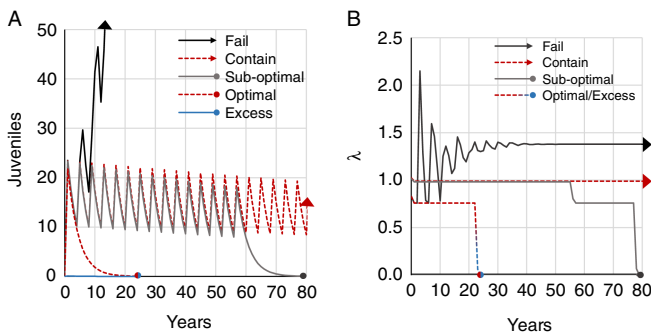 A
50
40
30
20
10
0
Juveniles
Fail
Contain
Sub-optimal
Optimal
Excess
0 10 20 30 40 50 60 70 80
Years
B
2.5
2.0
1.5
1.0
0.5
0.0
λ
Fail
Contain
Sub-optimal
Optimal/Excess
0 10 20 30 40 50 60 70 80
Years